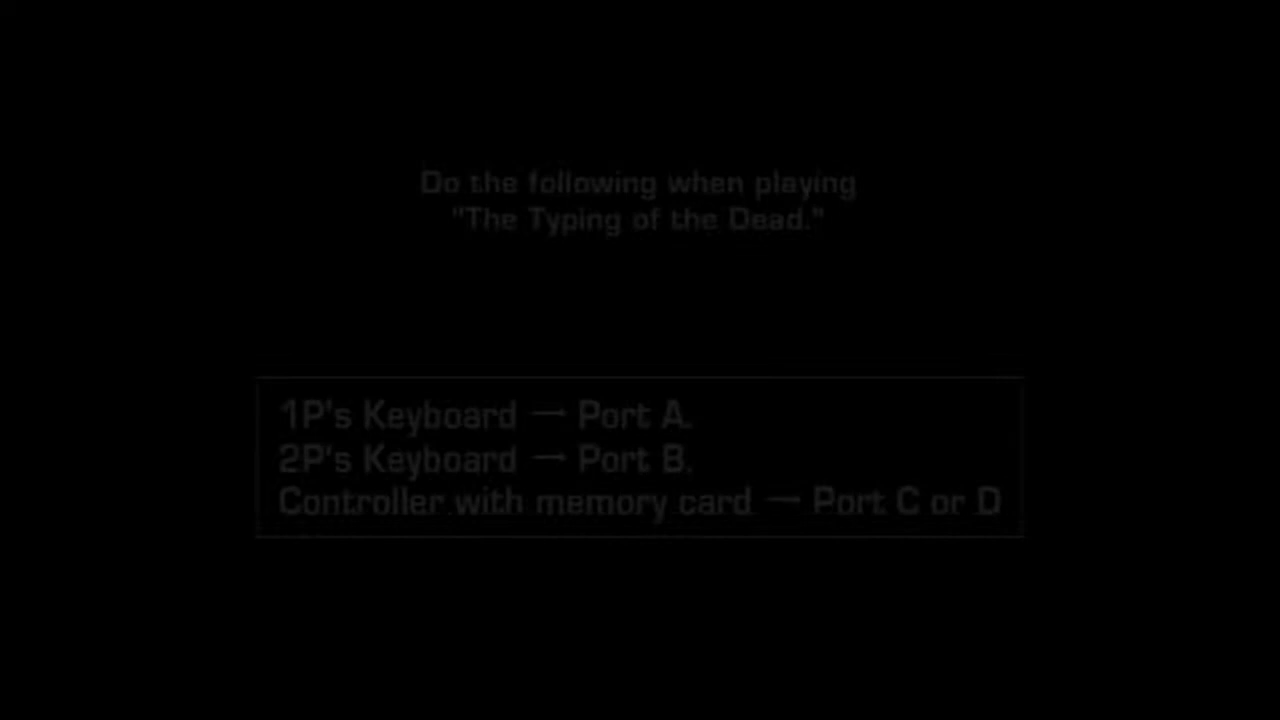 Do the following when playing
"The Typing of the Dead."
1P's Keyboard — Port A.
2P's Keyboard — Port B.
Controller with memory card — Port C or D